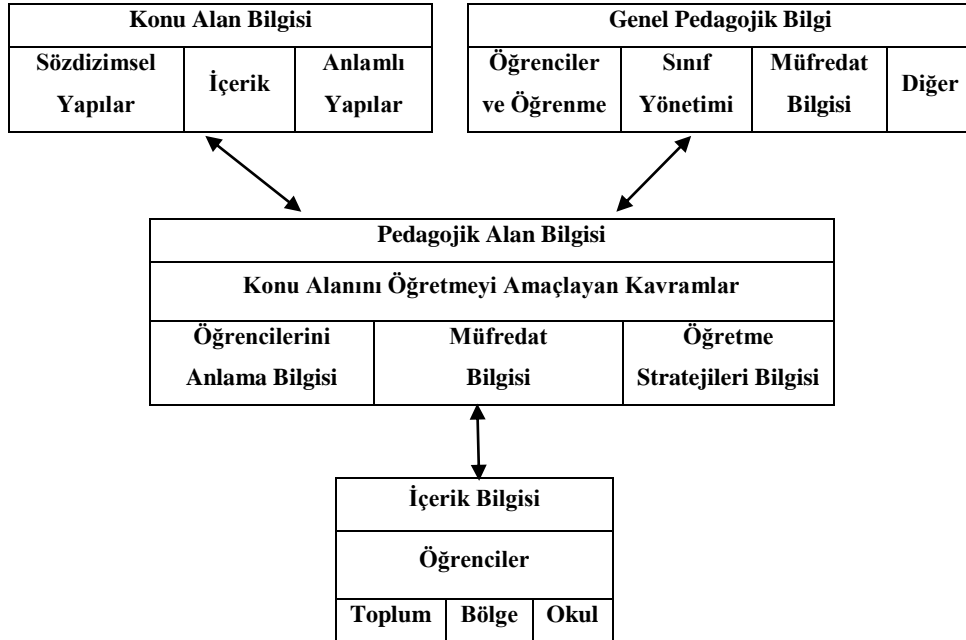 Konu Alan Bilgisi
Sözdizimsel
Yapılar
İçerik
Anlamlı
Yapılar
Genel Pedagojik Bilgi
Öğrenciler
ve Öğrenme
Sınıf
Yönetimi
Müfredat
Bilgisi
Diğer
Pedagojik Alan Bilgisi
Konu Alanını Öğretmeyi Amaçlayan Kavramlar
Öğrencilerini
Anlama Bilgisi
Müfredat
Bilgisi
Öğretme
Stratejileri Bilgisi
İçerik Bilgisi
Öğrenciler
Toplum
Bölge
Okul